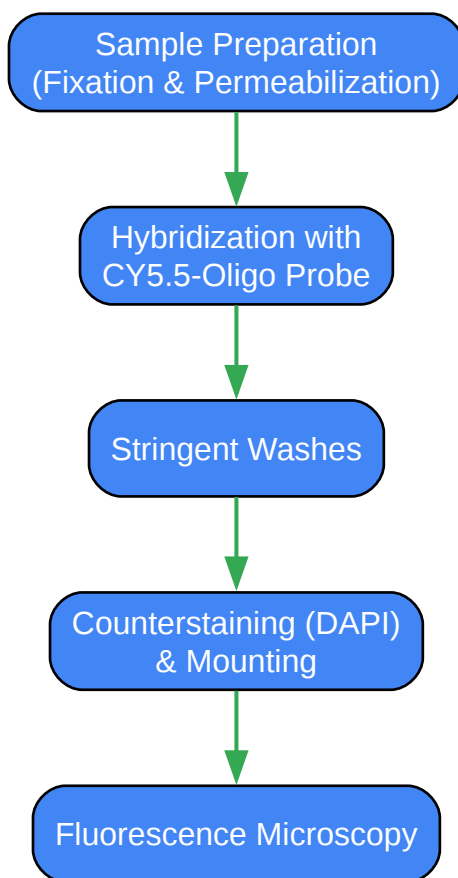 Sample Preparation
(Fixation & Permeabilization)
Hybridization with
CY5.5-Oligo Probe
Stringent Washes
Counterstaining (DAPI)
& Mounting
Fluorescence Microscopy